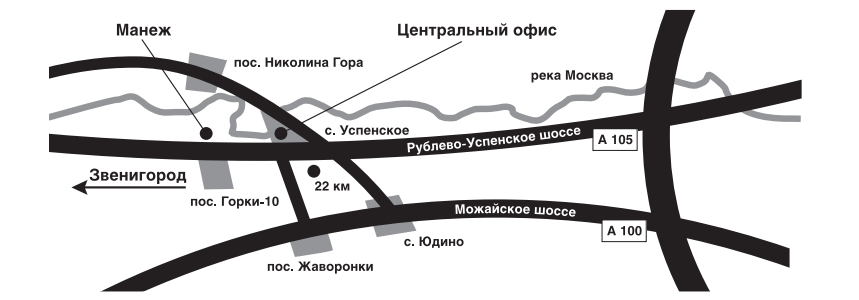 Манеж
Центральный офис
пос. Николина Гора
река Москва
с. Успенское
Рублево-Успенское шоссе
А 105
Звенигород
22 км
пос. Горки-10
Можайское шоссе
А 100
с. Юдино
пос. Жаворонки